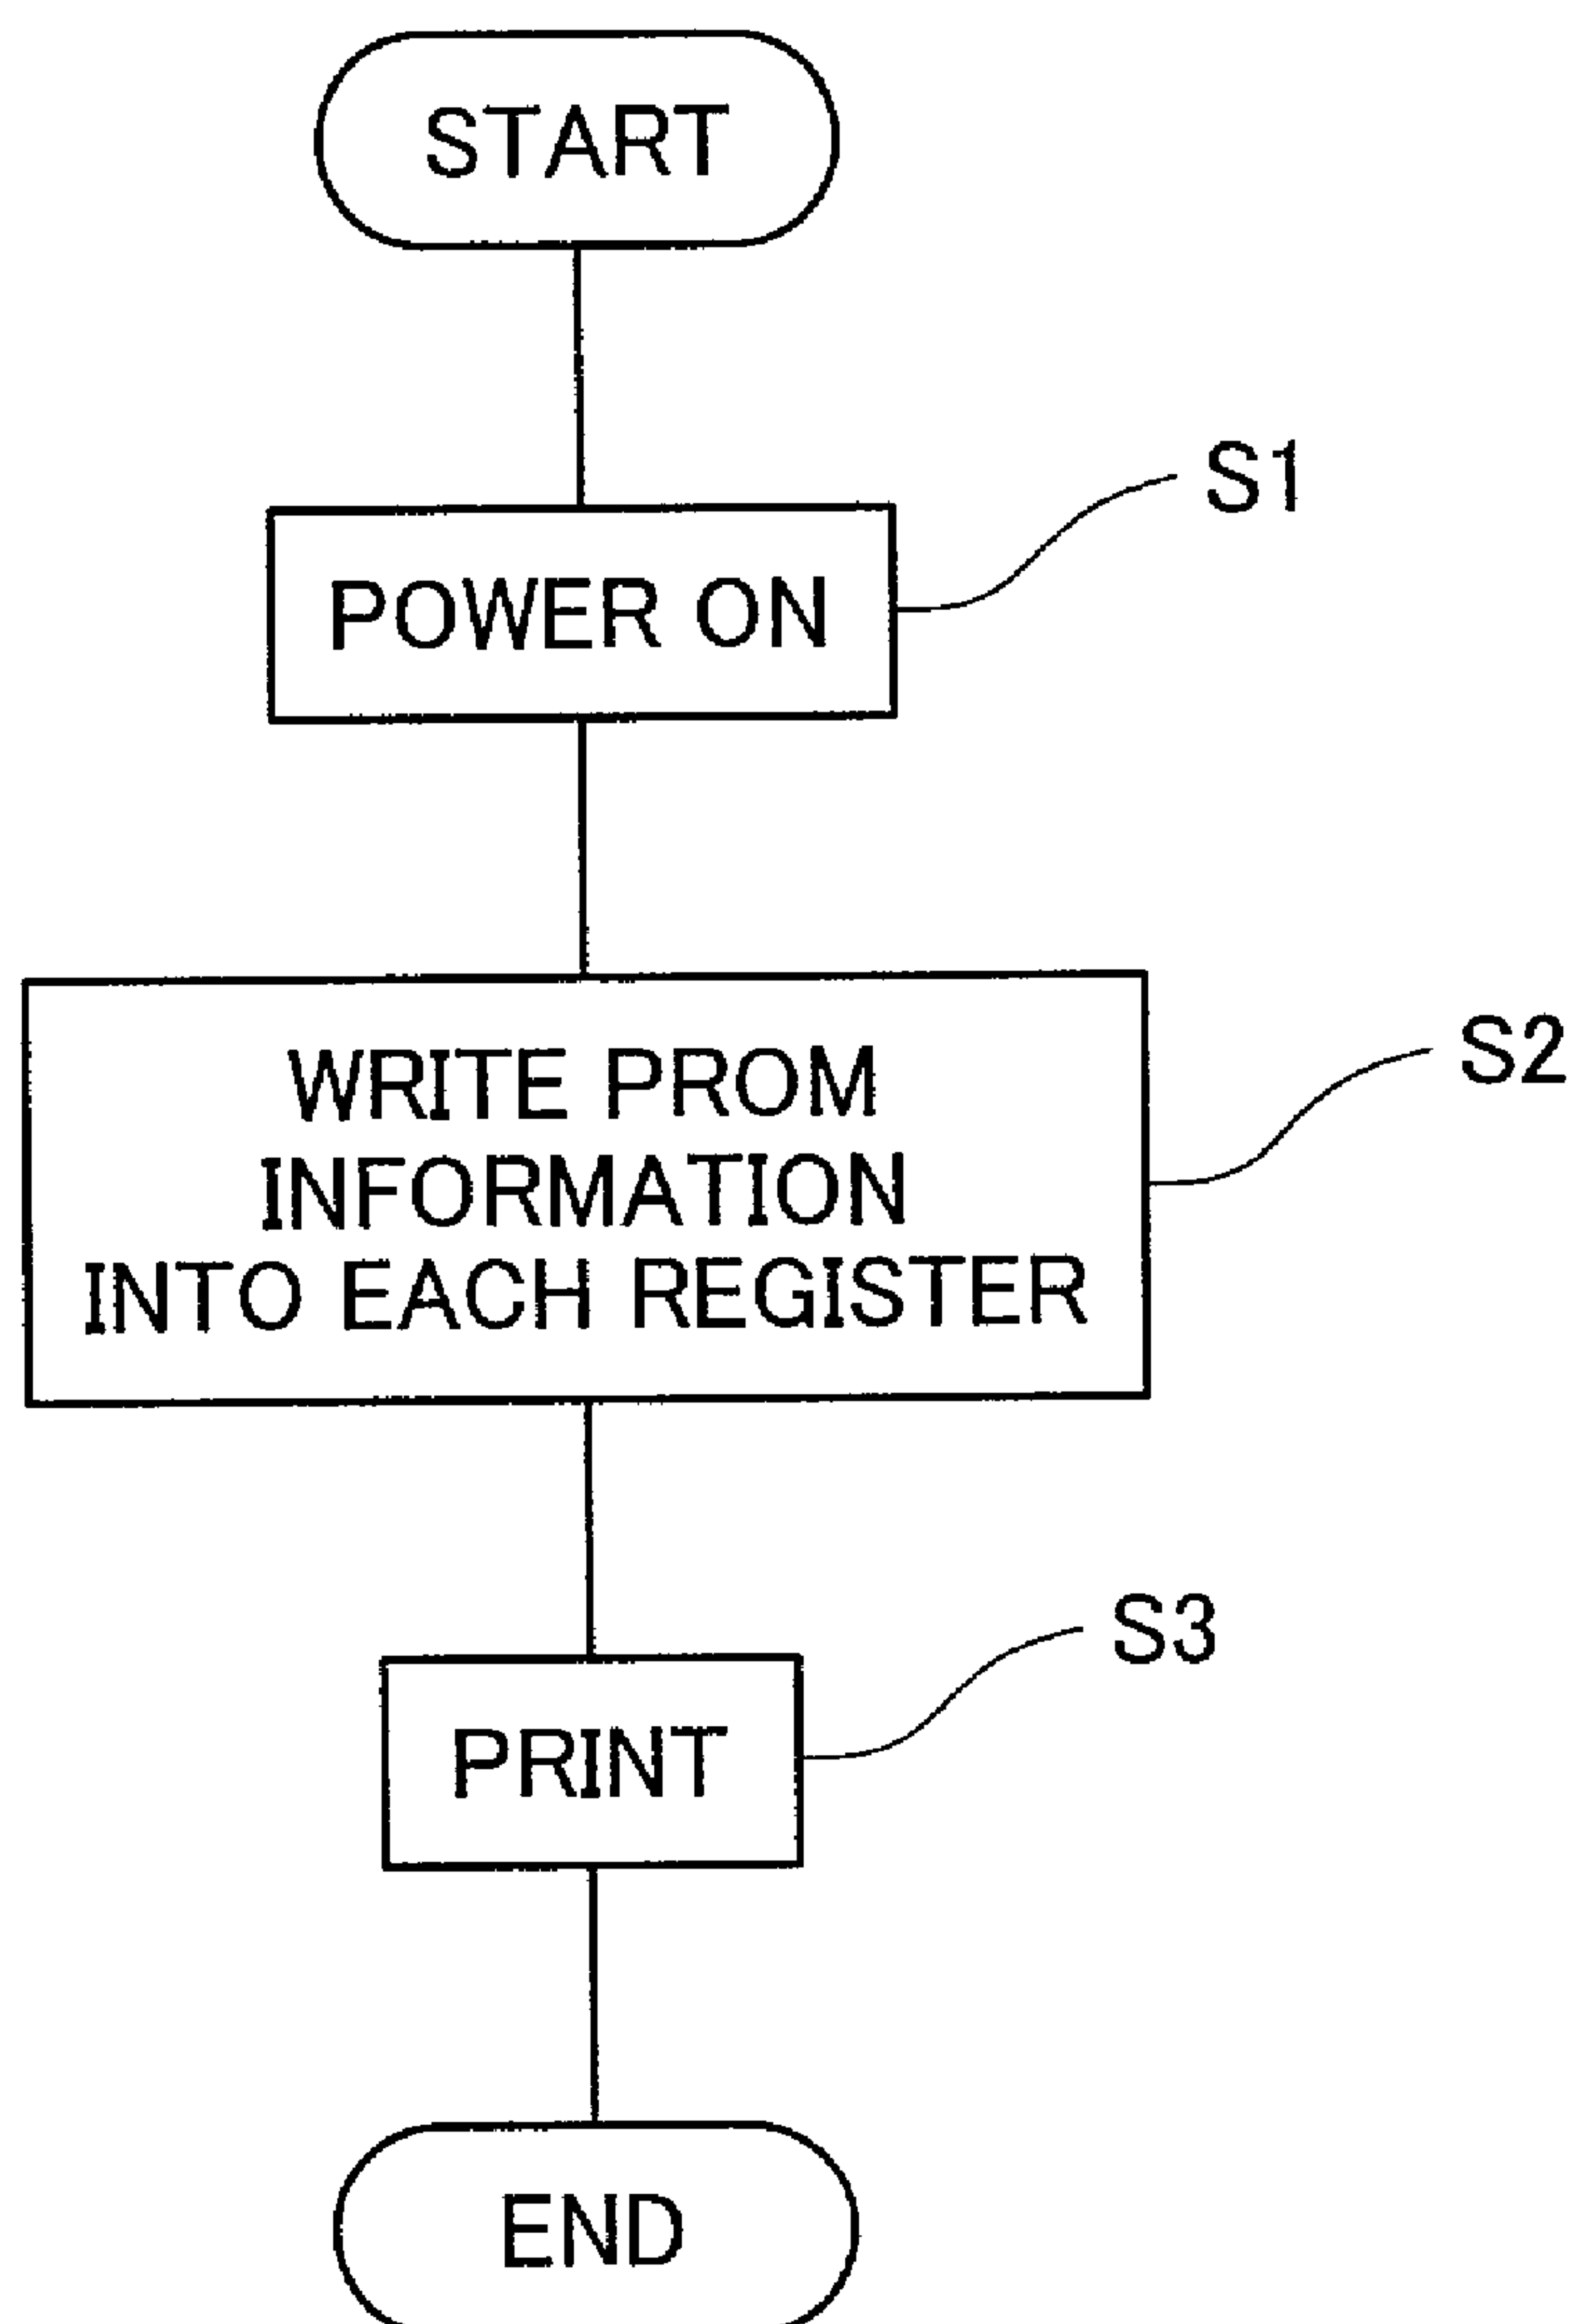 START
S1
POWER ON
S2
WRITE PROM
INFORMATION
INTO EACH REGISTER
S3
PRINT
END